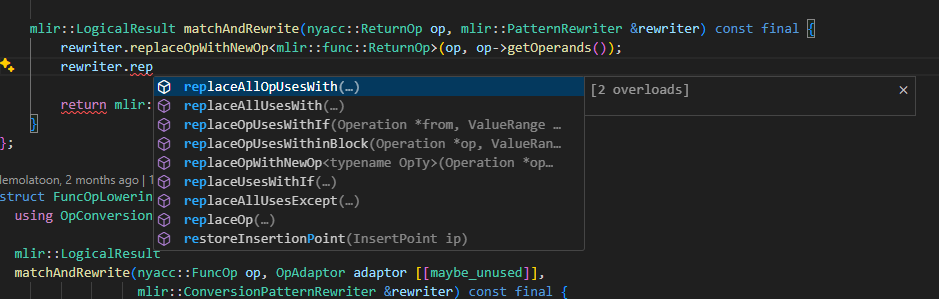 mlir::LogicalResult matchAndRewrite(nyacc::ReturnOp op, mlir::PatternRewriter &rewriter) const final {
rewriter.replaceOpWithNewOp<mlir::func::ReturnOp>(op, op->getOperands());
rewriter.rep
replaceAllOpUsesWith(…)
[2 overloads]
replaceAllUsesWith(…)
return mlir:
replaceOpUsesWithIf(Operation *from, ValueRange …
}
replaceOpUsesWithinBlock(Operation *op, ValueRan…
};
replaceOpWithNewOp<typename OpTy>(Operation *op…
demolatoon, 2 months ago | 1
replaceUsesWithIf(…)
struct FuncOpLowerin
replaceAllUsesExcept(…)
using OpConversion
replaceOp(…)
restoreInsertionPoint(InsertPoint ip)
mlir::LogicalResult
matchAndRewrite(nyacc::FuncOp op, OpAdaptor adaptor [[maybe_unused]],
mlir::ConversionPatternRewriter &rewriter) const final {